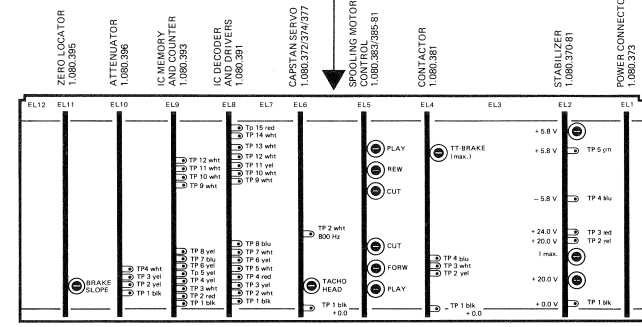 ZERO LOCATOR
1.080.395
ATTENUATOR
1.080.396
IC MEMORY
AND COUNTER
1.080.393
IC DECODER
AND DRIVERS
1.080.391
CAPSTAN SERVO
1.080.372/374/377
SPOOLING MOTOR
CONTROL
1.080.383/385-81
CONTACTOR
1.080.381
STABILIZER
1.080.370-81
POWER CONNECTO
1.080.373
EL12 EL11 EL10 EL9 EL8 EL7 EL6 EL5 EL4 EL3 EL2 EL1
BRAKE
SLOPE
TP4 wht
TP 3 yel
TP 2 yel
TP 1 blk
TP 12 wht
TP 11 wht
TP 10 wht
TP 9 wht
TP 8 yel
TP 7 blu
TP 6 yel
Tp 5 yel
TP 4 yel
TP 3 wht
TP 2 red
TP 1 blk
Tp 15 red
TP 14 wht
TP 13 wht
TP 12 wht
TP 11 yel
TP 10 wht
TP 9 wht
TP 8 blu
TP 7 wht
TP 6 yel
TP 5 wht
TP 4 red
TP 3 yel
TP 2 wht
TP 1 blk
TP 2 wht
800 Hz
TACHO
HEAD
TP 1 blk
+ 0.0
PLAY
REW
CUT
CUT
FORW
PLAY
TT-BRAKE
(max.)
TP 4 blu
TP 3 wht
TP 2 yel
TP 1 blk
+ 0.0
+ 5.8 V
+ 5.8 V TP 5 grn
– 5.8 V TP 4 blu
+ 24.0 V TP 3 red
+ 20.0 V TP 2 yel
I max.
+ 20.0 V
+ 0.0 V TP 1 blk